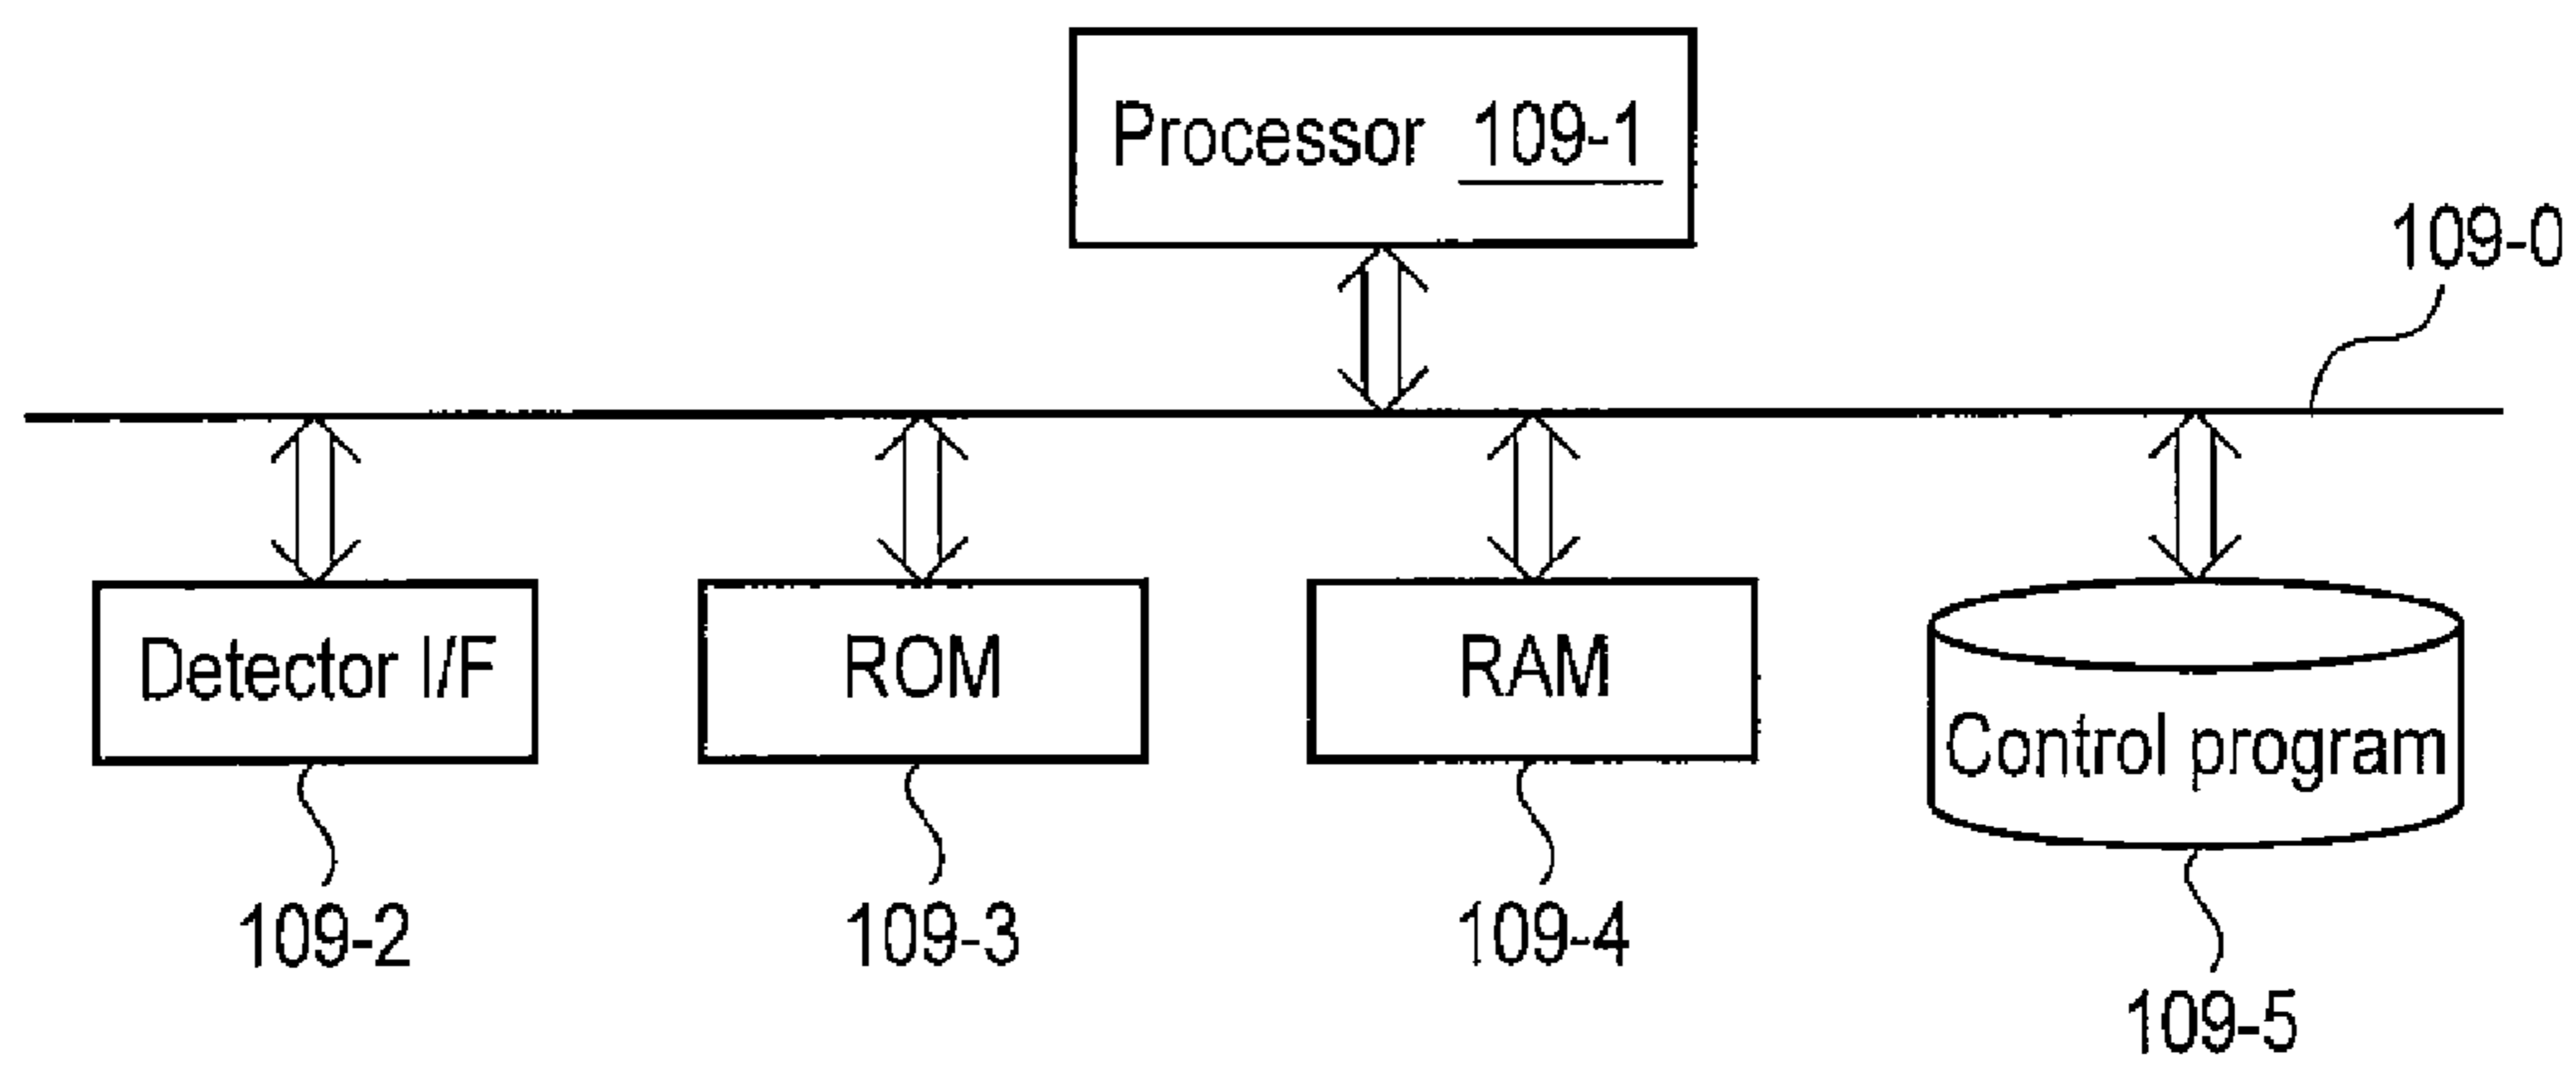 Processor 109-1
109-0
Detector I/F
ROM
RAM
Control program
109-2
109-3
109-4
109-5